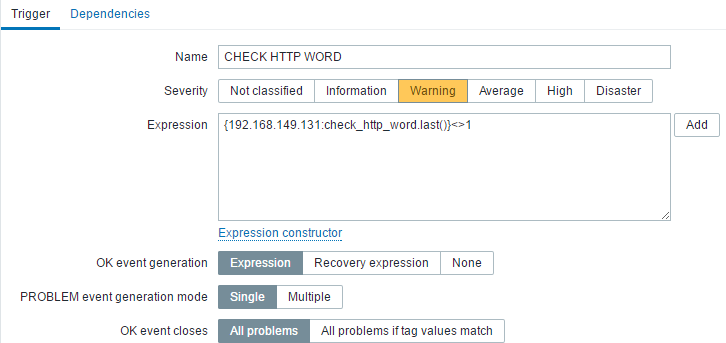 Trigger Dependencies
Name CHECK HTTP WORD
Severity Not classified Information Warning Average High Disaster
Expression {192.168.149.131:check_http_word.last()}<>1 Add
Expression constructor
OK event generation Expression Recovery expression None
PROBLEM event generation mode Single Multiple
OK event closes All problems All problems if tag values match